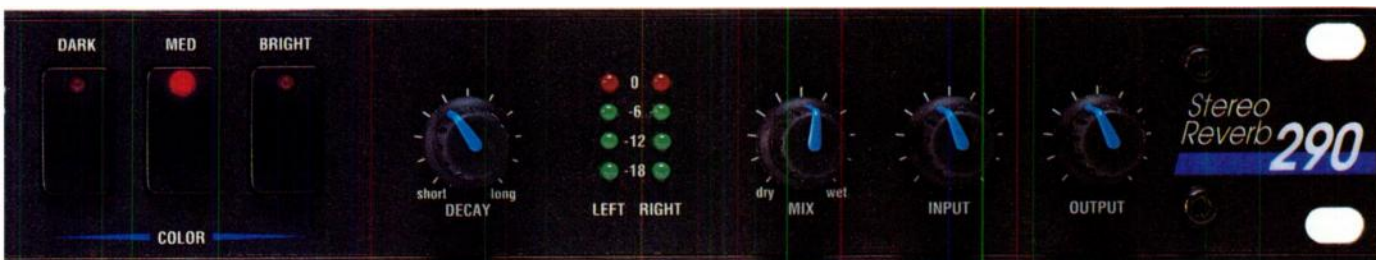 DARK MED BRIGHT
COLOR
short long
DECAY
0
-6
-12
-18
LEFT RIGHT
dry wet
MIX
INPUT
OUTPUT
Stereo
Reverb 290